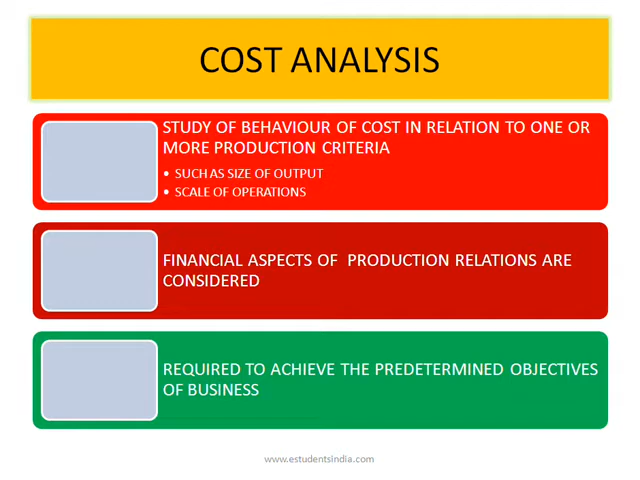 COST ANALYSIS
STUDY OF BEHAVIOUR OF COST IN RELATION TO ONE OR
MORE PRODUCTION CRITERIA
• SUCH AS SIZE OF OUTPUT
• SCALE OF OPERATIONS
FINANCIAL ASPECTS OF PRODUCTION RELATIONS ARE
CONSIDERED
REQUIRED TO ACHIEVE THE PREDETERMINED OBJECTIVES
OF BUSINESS
www.estudentsindia.com